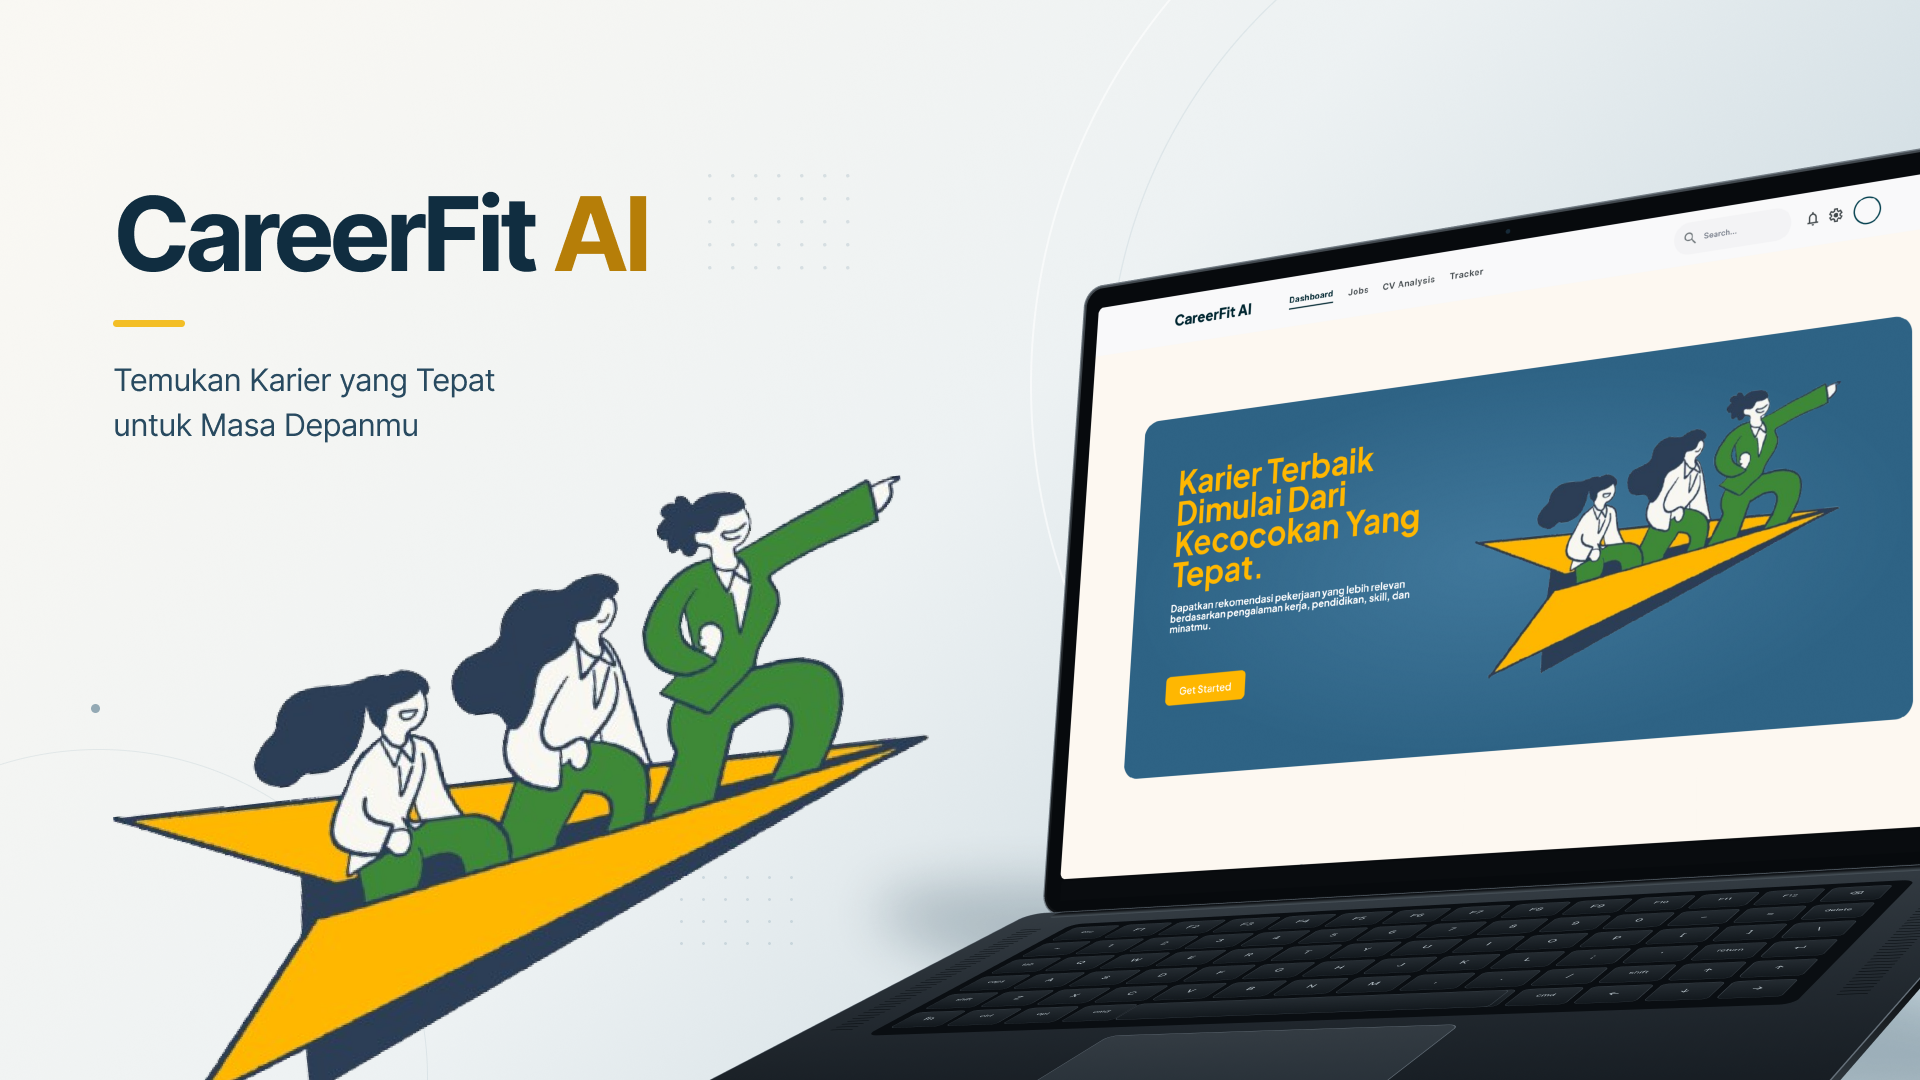 CareerFit AI
Temukan Karier yang Tepat
untuk Masa Depanmu
CareerFit AI
Dashboard
Jobs
CV Analysis
Tracker
Search...
Karier Terbaik
Dimulai Dari
Kecocokan Yang
Tepat.
Dapatkan rekomendasi pekerjaan yang lebih relevan
berdasarkan pengalaman kerja, pendidikan, skill, dan
minatmu.
Get Started